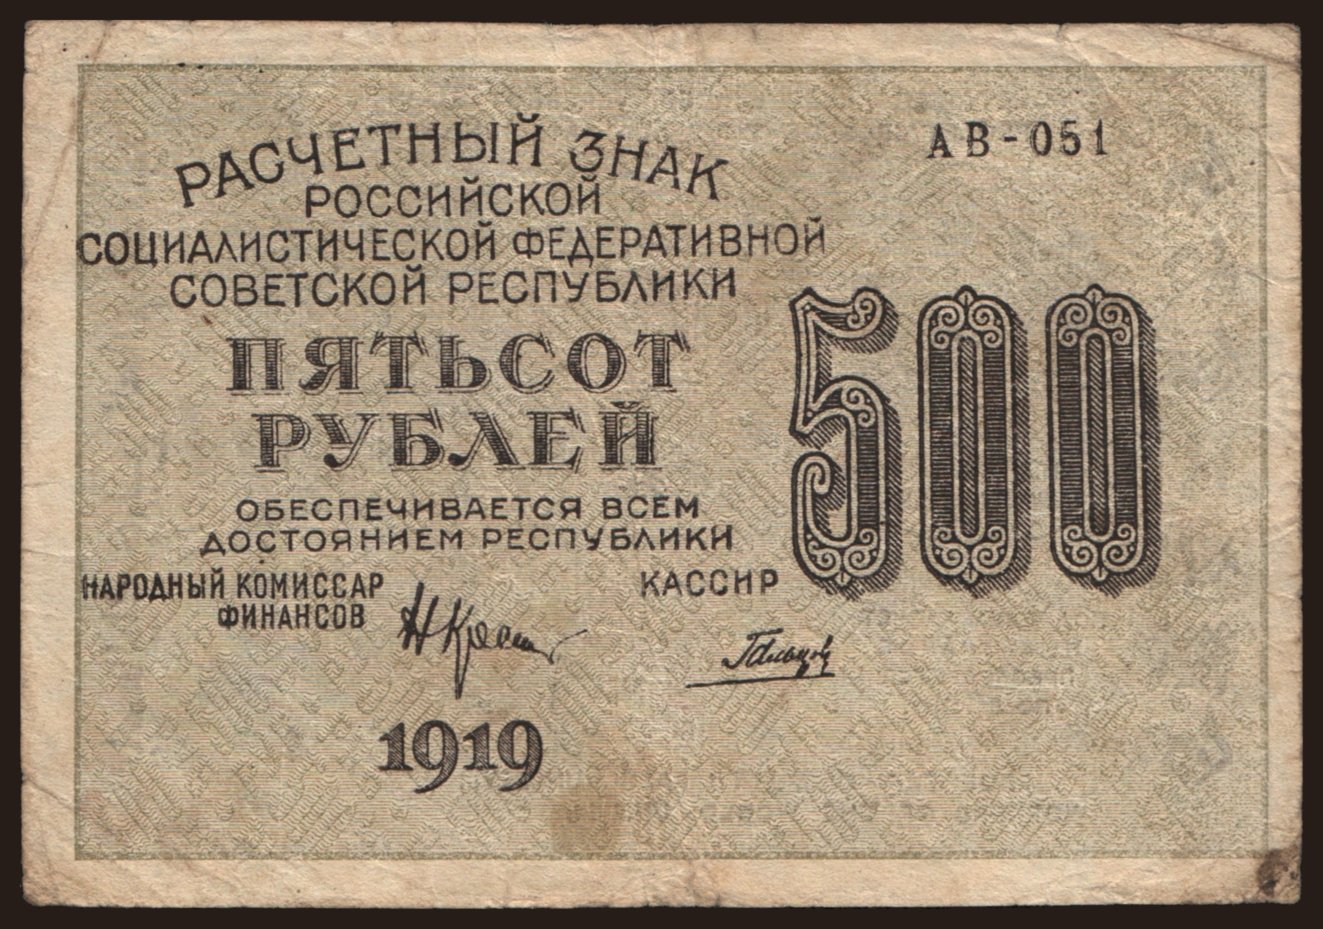 РАСЧЕТНЫЙ ЗНАК
РОССИЙСКОЙ
СОЦИАЛИСТИЧЕСКОЙ ФЕДЕРАТИВНОЙ
СОВЕТСКОЙ РЕСПУБЛИКИ
АВ-051
ПЯТЬСОТ
РУБЛЕЙ
500
ОБЕСПЕЧИВАЕТСЯ ВСЕМ
ДОСТОЯНИЕМ РЕСПУБЛИКИ
НАРОДНЫЙ КОМИССАР
ФИНАНСОВ
КАССИР
1919